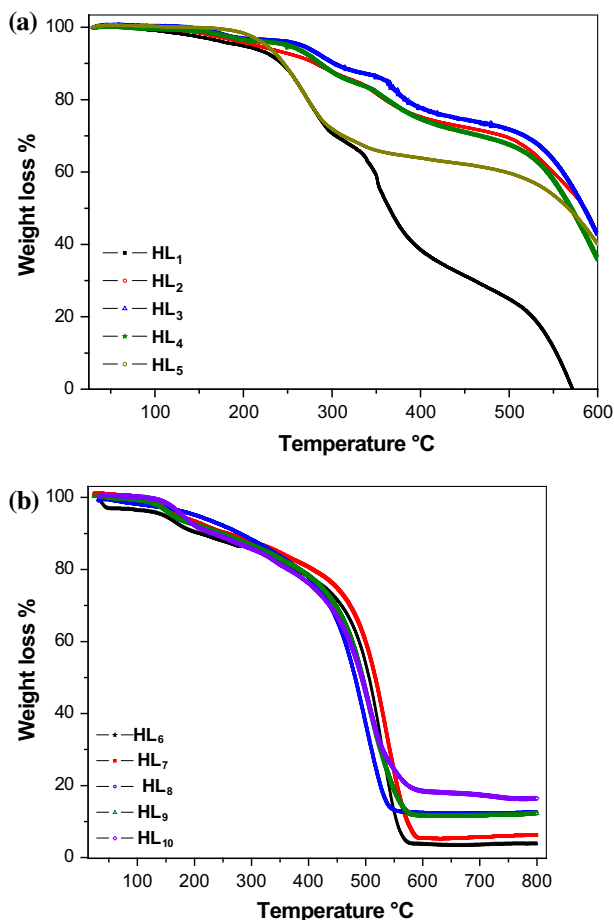 (a)
100
80
60
40
20
0
Weight loss %
HL₁
HL₂
HL₃
HL₄
HL₅
100 200 300 400 500 600
Temperature °C
(b)
100
80
60
40
20
0
Weight loss %
HL₆
HL₇
HL₈
HL₉
HL₁₀
0 100 200 300 400 500 600 700 800
Temperature °C